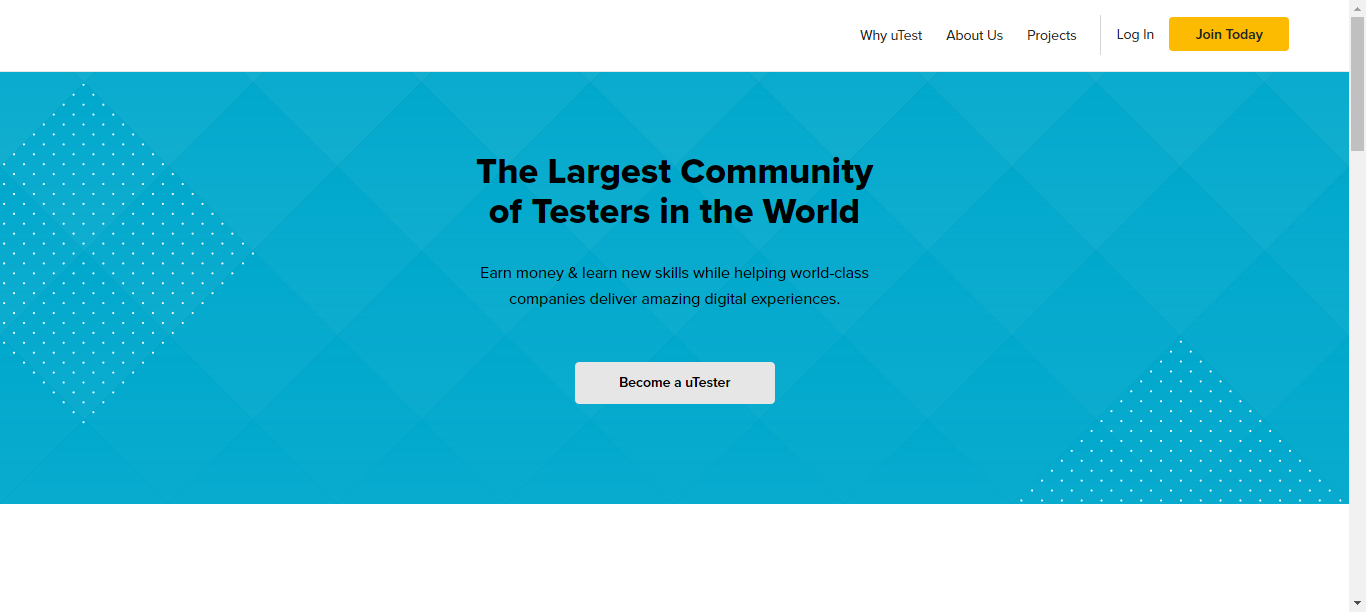 Why uTest
About Us
Projects
Log In
Join Today
The Largest Community
of Testers in the World
Earn money & learn new skills while helping world-class
companies deliver amazing digital experiences.
Become a uTester